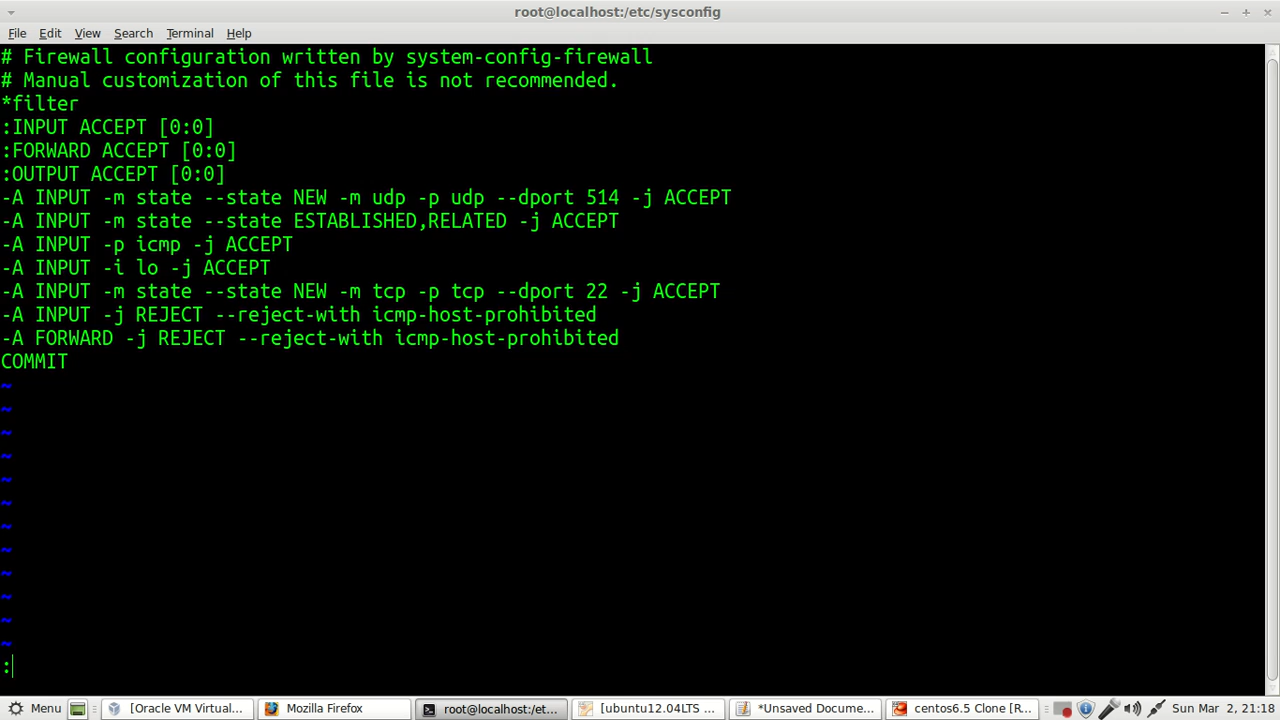 root@localhost:/etc/sysconfig
File Edit View Search Terminal Help
# Firewall configuration written by system-config-firewall
# Manual customization of this file is not recommended.
*filter
:INPUT ACCEPT [0:0]
:FORWARD ACCEPT [0:0]
:OUTPUT ACCEPT [0:0]
-A INPUT -m state --state NEW -m udp -p udp --dport 514 -j ACCEPT
-A INPUT -m state --state ESTABLISHED,RELATED -j ACCEPT
-A INPUT -p icmp -j ACCEPT
-A INPUT -i lo -j ACCEPT
-A INPUT -m state --state NEW -m tcp -p tcp --dport 22 -j ACCEPT
-A INPUT -j REJECT --reject-with icmp-host-prohibited
-A FORWARD -j REJECT --reject-with icmp-host-prohibited
COMMIT
~
~
~
~
~
~
~
~
~
~
~
~
:
Menu [Oracle VM Virtual... Mozilla Firefox root@localhost:/et... [ubuntu12.04LTS ... *Unsaved Docume... centos6.5 Clone [R... Sun Mar 2, 21:18